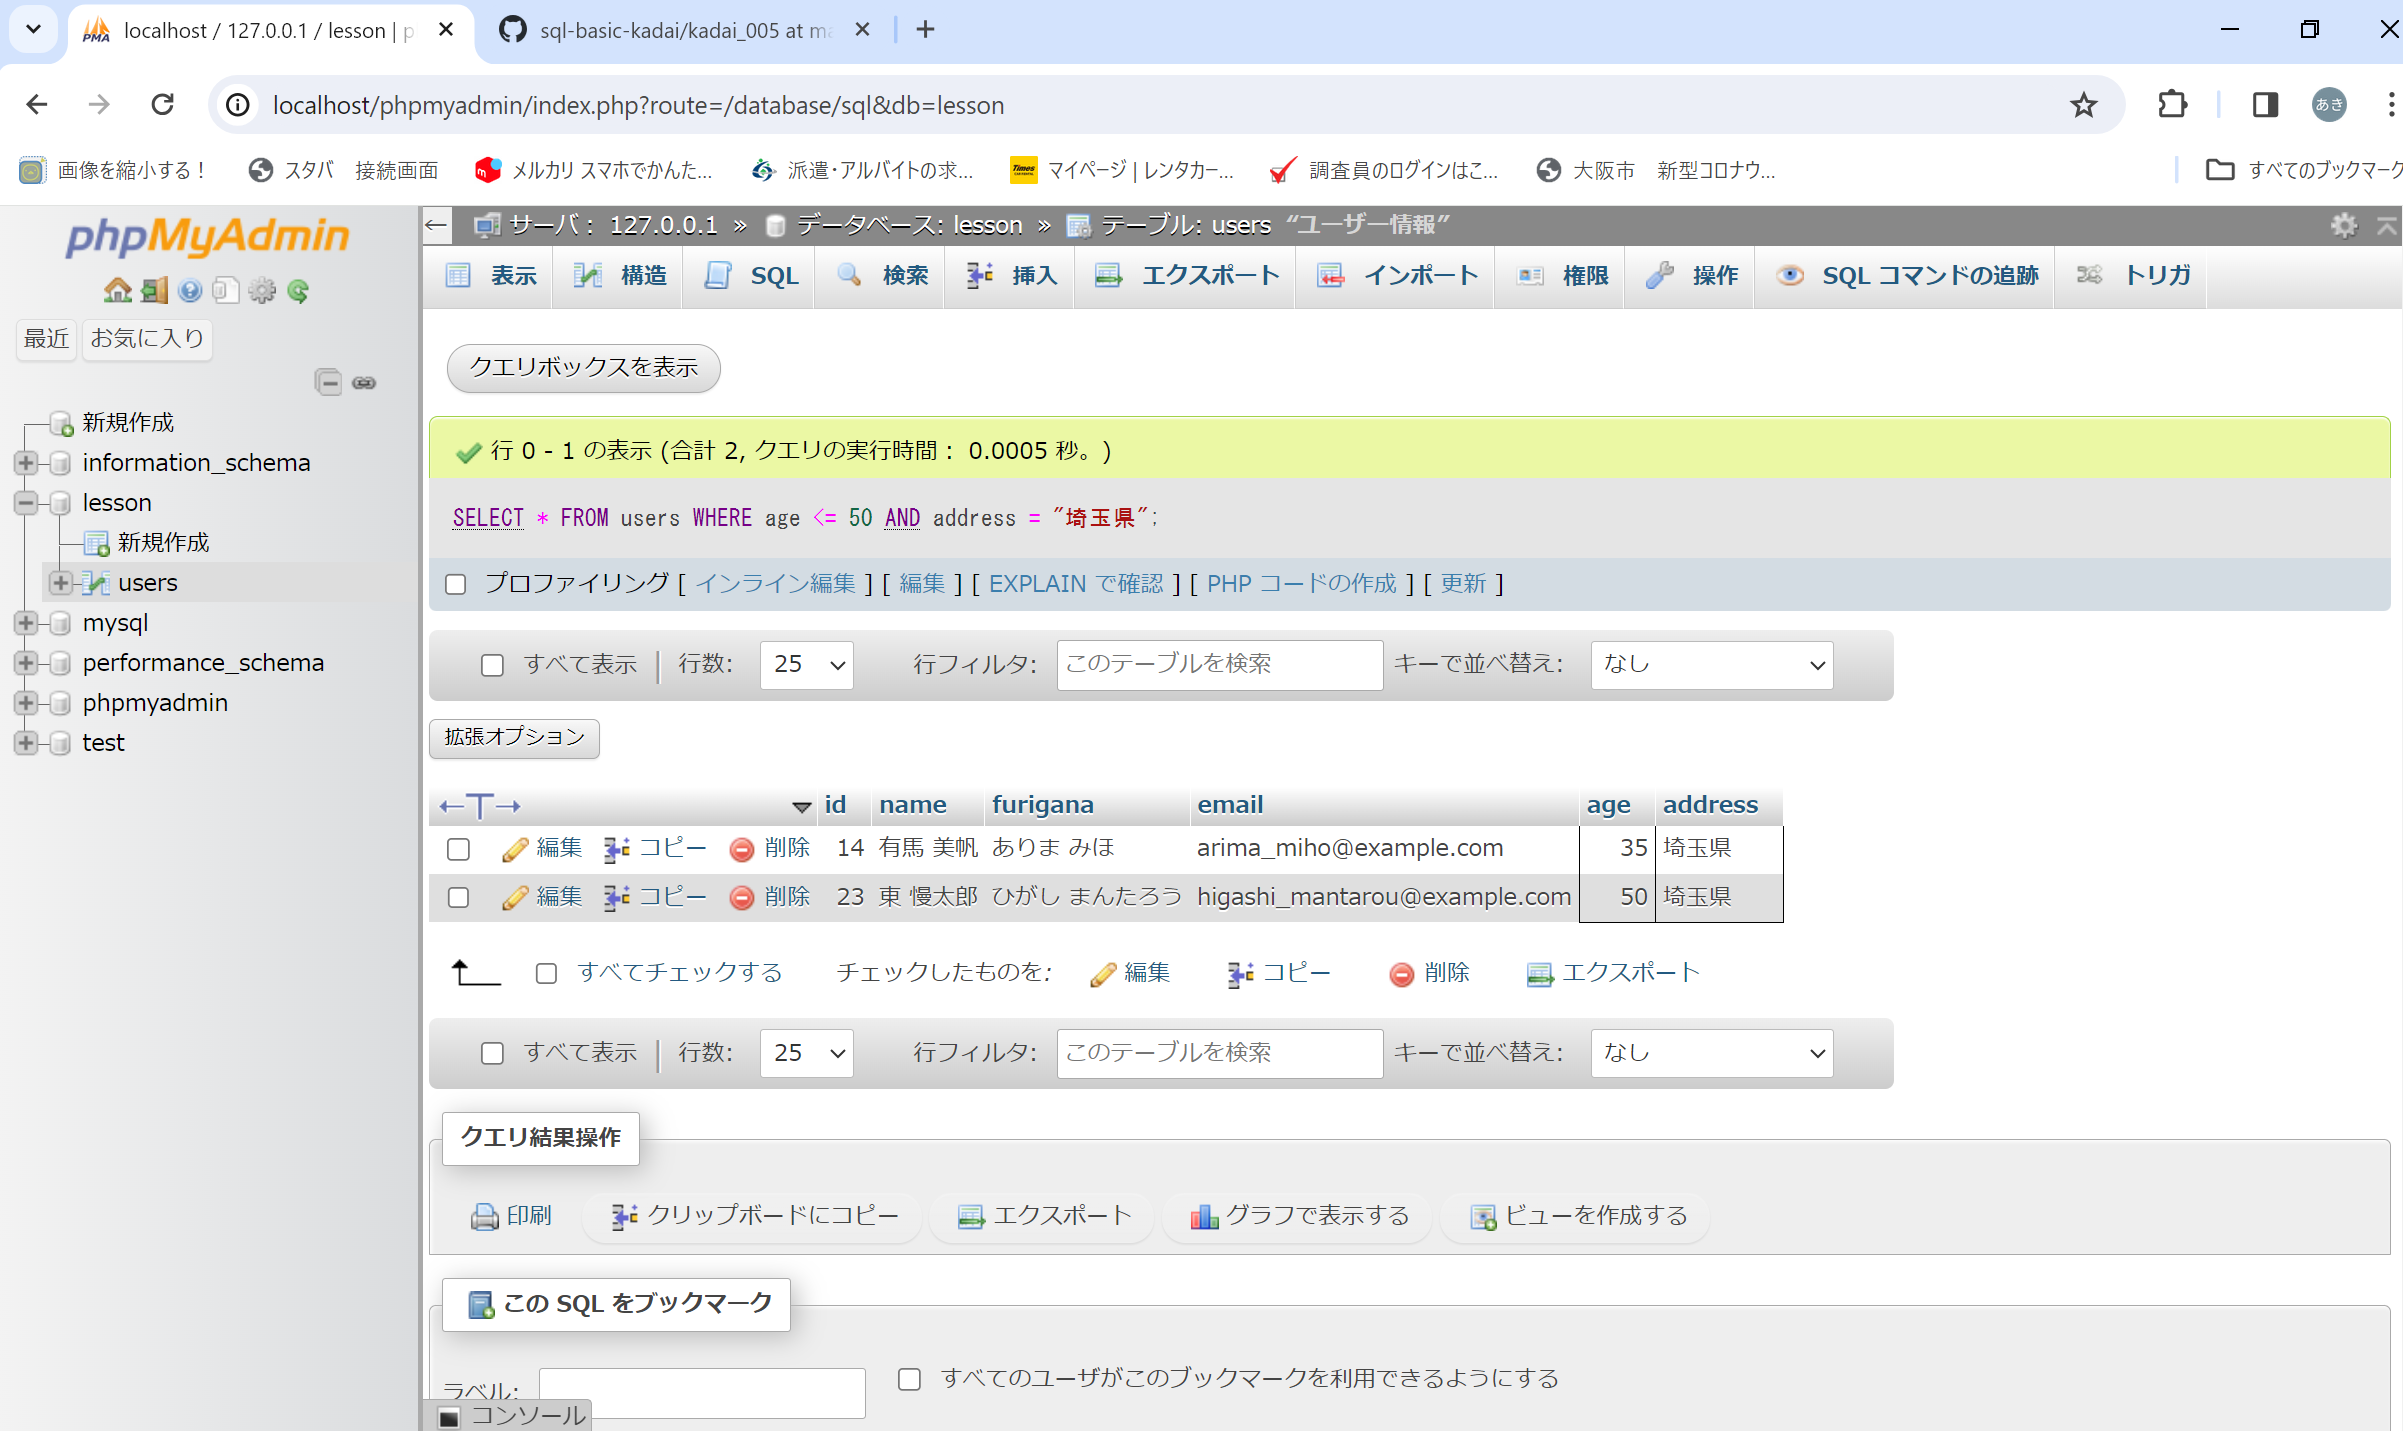 localhost / 127.0.0.1 / lesson | p
sql-basic-kadai/kadai_005 at ma
localhost/phpmyadmin/index.php?route=/database/sql&db=lesson
あき
画像を縮小する！
スタバ　接続画面
メルカリ スマホでかんた...
派遣・アルバイトの求...
マイページ | レンタカー...
調査員のログインはこ...
大阪市　新型コロナウ...
すべてのブックマーク
phpMyAdmin
最近 お気に入り
新規作成
information_schema
lesson
新規作成
users
mysql
performance_schema
phpmyadmin
test
サーバ： 127.0.0.1 » データベース: lesson » テーブル: users “ユーザー情報”
表示 構造 SQL 検索 挿入 エクスポート インポート 権限 操作 SQL コマンドの追跡 トリガ
クエリボックスを表示
行 0 - 1 の表示 (合計 2, クエリの実行時間： 0.0005 秒。)
SELECT * FROM users WHERE age <= 50 AND address = "埼玉県";
プロファイリング [ インライン編集 ] [ 編集 ] [ EXPLAIN で確認 ] [ PHP コードの作成 ] [ 更新 ]
すべて表示 | 行数: 25 行フィルタ: このテーブルを検索 キーで並べ替え: なし
拡張オプション
←T→ id name furigana email age address
編集 コピー 削除 14 有馬 美帆 ありま みほ arima_miho@example.com 35 埼玉県
編集 コピー 削除 23 東 慢太郎 ひがし まんたろう higashi_mantarou@example.com 50 埼玉県
すべてチェックする チェックしたものを: 編集 コピー 削除 エクスポート
すべて表示 | 行数: 25 行フィルタ: このテーブルを検索 キーで並べ替え: なし
クエリ結果操作
印刷 クリップボードにコピー エクスポート グラフで表示する ビューを作成する
この SQL をブックマーク
ラベル: すべてのユーザがこのブックマークを利用できるようにする
コンソール